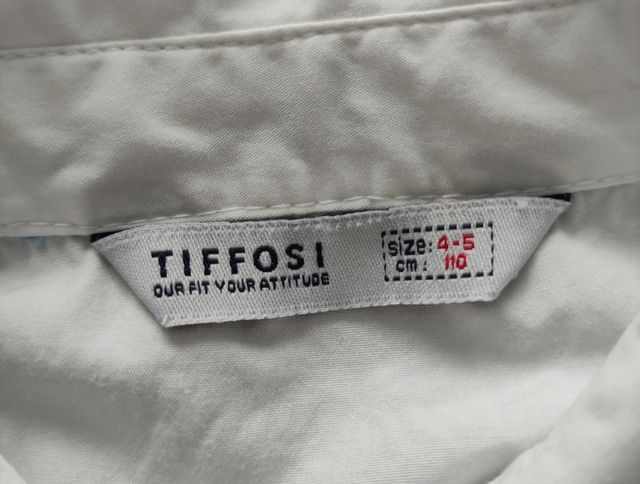 TIFFOSI
OUR FIT YOUR ATTITUDE
size: 4-5
cm: 110